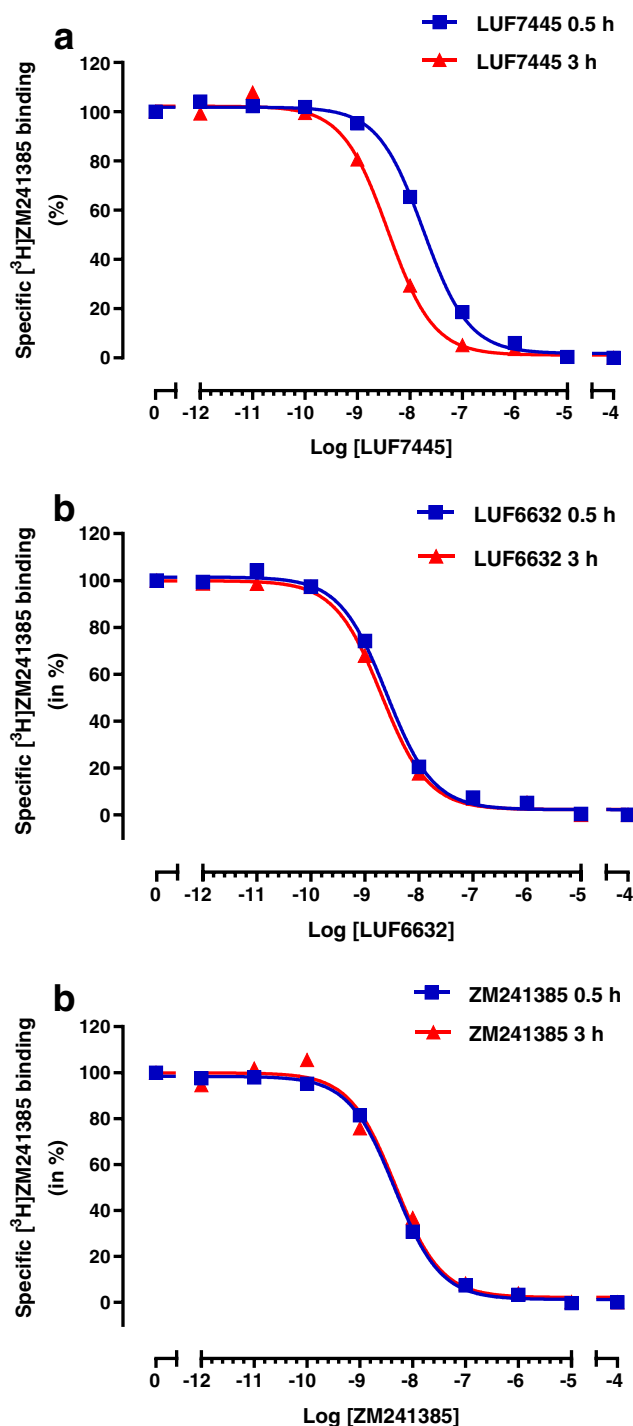 a
LUF7445 0.5 h
LUF7445 3 h
Specific [³H]ZM241385 binding
(%)
120
100
80
60
40
20
0
0 -12 -11 -10 -9 -8 -7 -6 -5 -4
Log [LUF7445]
b
LUF6632 0.5 h
LUF6632 3 h
Specific [³H]ZM241385 binding
(in %)
120
100
80
60
40
20
0
0 -12 -11 -10 -9 -8 -7 -6 -5 -4
Log [LUF6632]
b
ZM241385 0.5 h
ZM241385 3 h
Specific [³H]ZM241385 binding
(in %)
120
100
80
60
40
20
0
0 -12 -11 -10 -9 -8 -7 -6 -5 -4
Log [ZM241385]